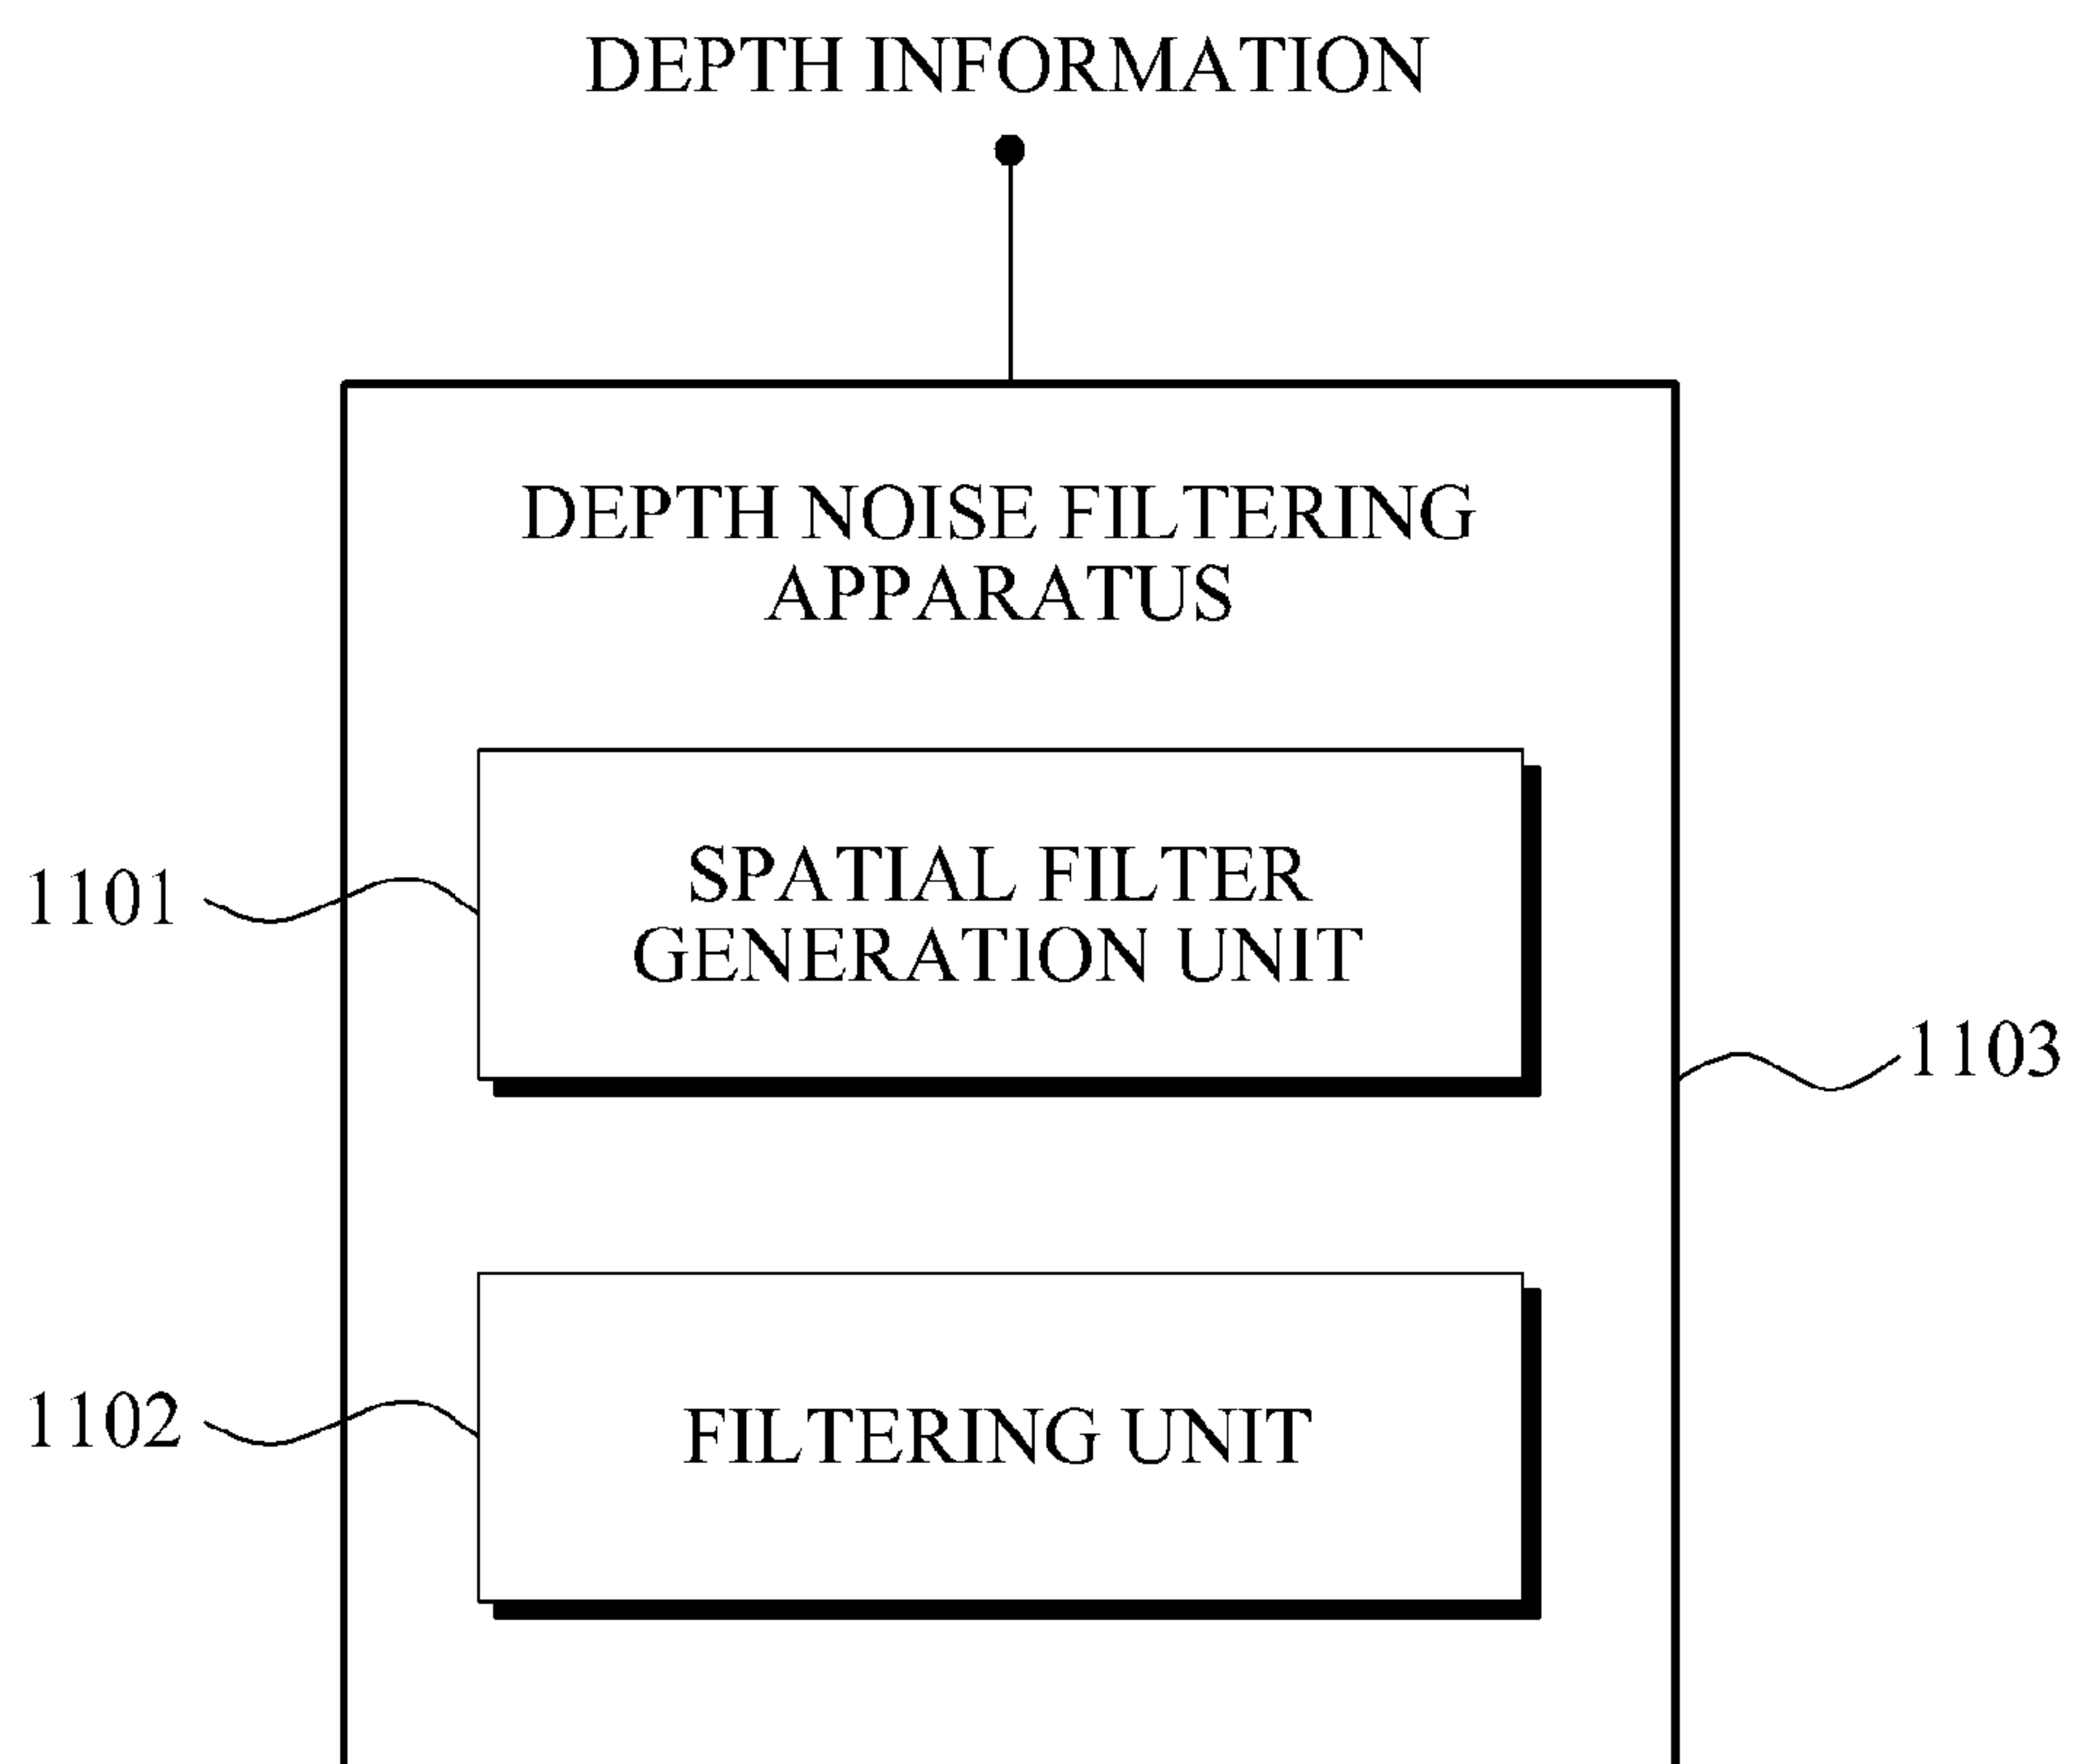 DEPTH INFORMATION
DEPTH NOISE FILTERING
APPARATUS
SPATIAL FILTER
GENERATION UNIT
1101
1103
FILTERING UNIT
1102